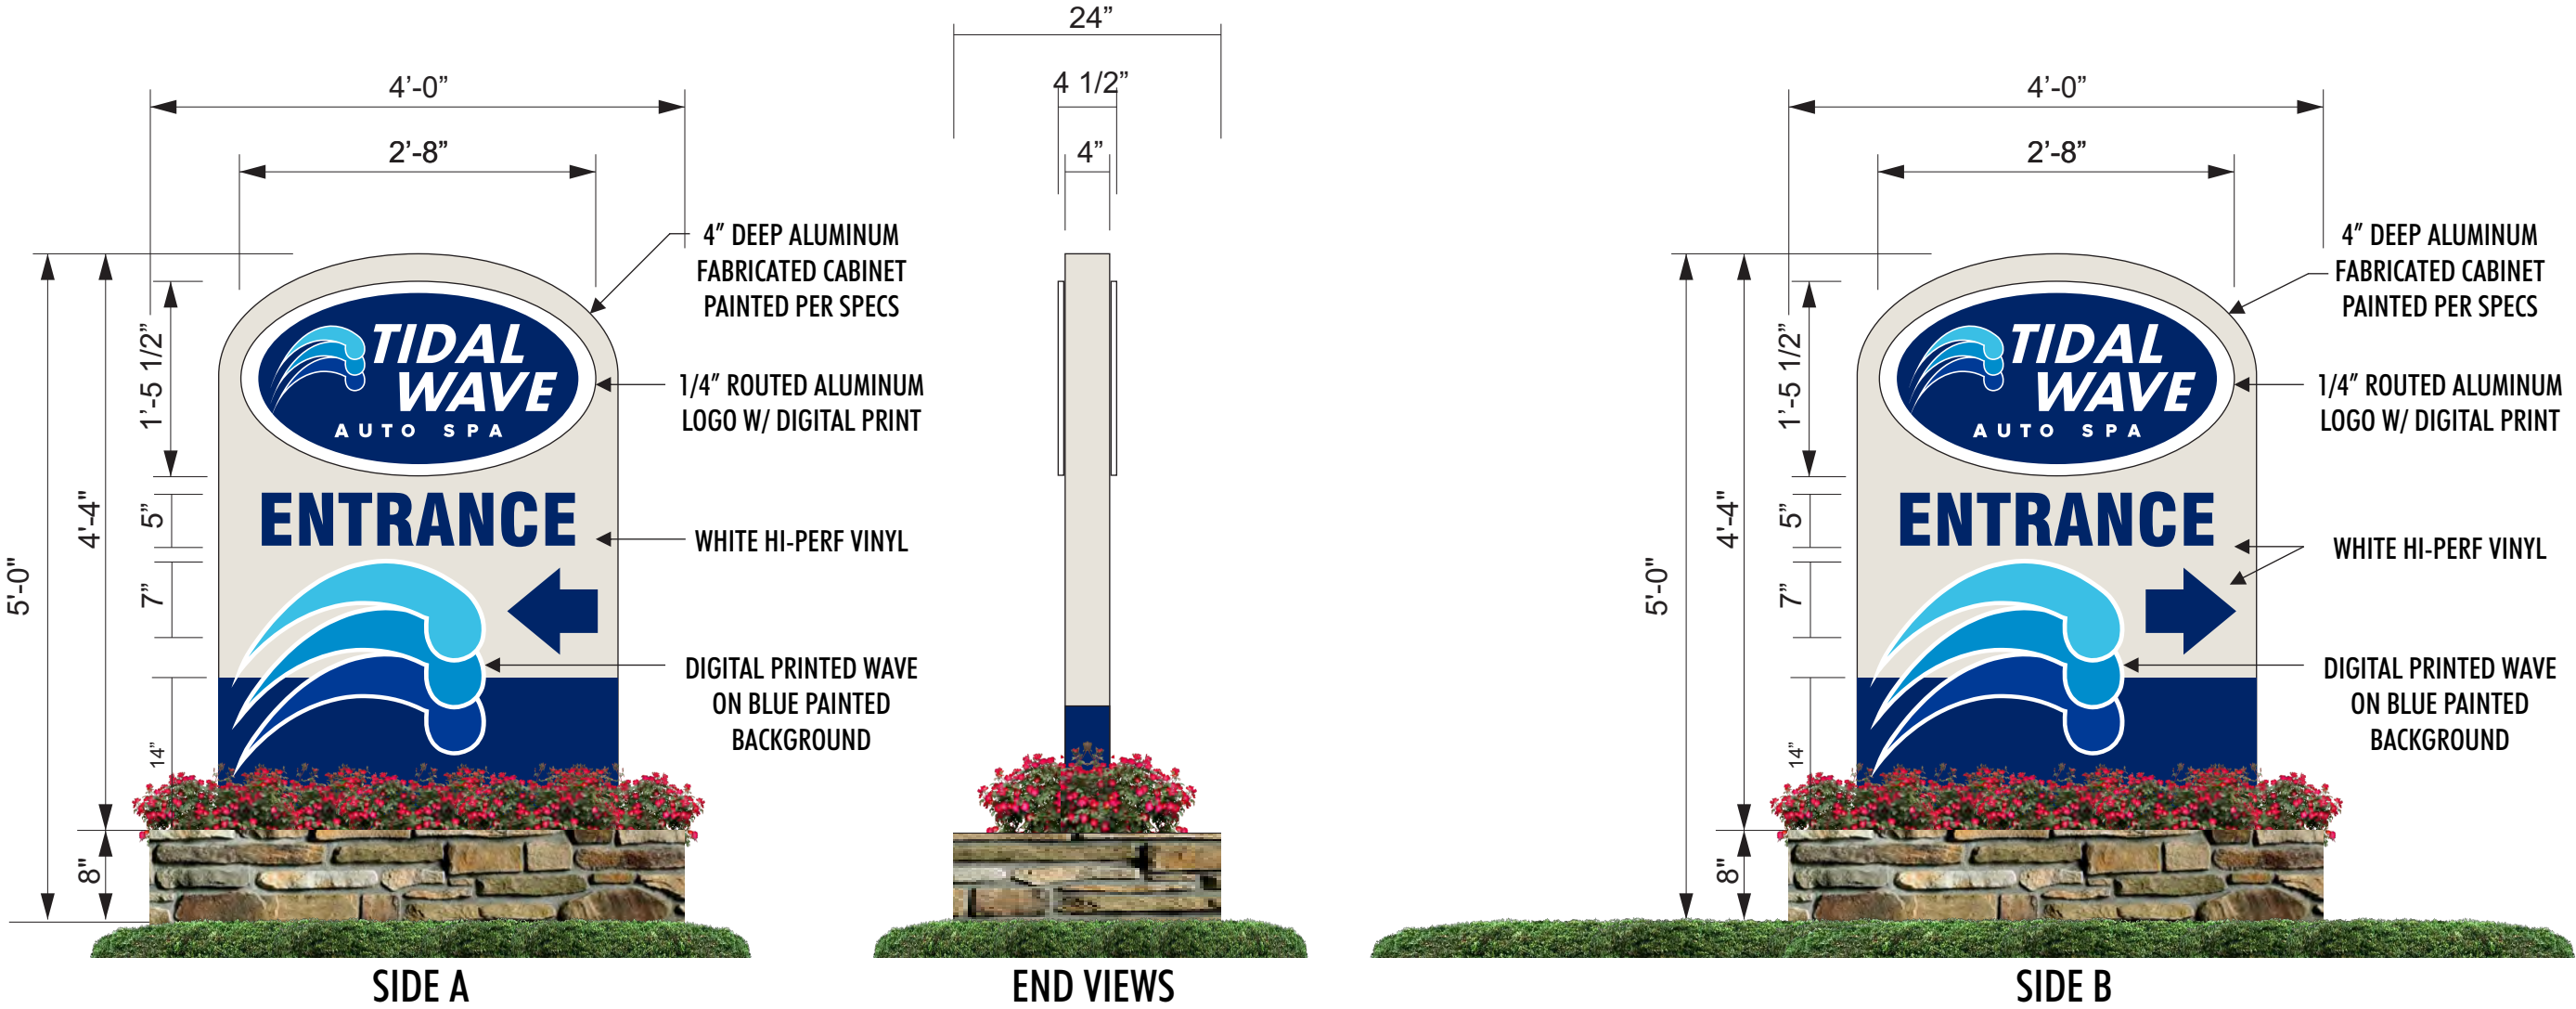 4’-0”
2’-8”
4” DEEP ALUMINUM
FABRICATED CABINET
PAINTED PER SPECS
1’-5 1/2”
TIDAL
WAVE
AUTO SPA
1/4” ROUTED ALUMINUM
LOGO W/ DIGITAL PRINT
5'-0"
4'-4"
5”
ENTRANCE
WHITE HI-PERF VINYL
7”
DIGITAL PRINTED WAVE
ON BLUE PAINTED
BACKGROUND
14”
8"
SIDE A
24”
4 1/2”
4”
END VIEWS
4’-0”
2’-8”
4” DEEP ALUMINUM
FABRICATED CABINET
PAINTED PER SPECS
1’-5 1/2”
TIDAL
WAVE
AUTO SPA
1/4” ROUTED ALUMINUM
LOGO W/ DIGITAL PRINT
5'-0"
4'-4"
5”
ENTRANCE
WHITE HI-PERF VINYL
7”
DIGITAL PRINTED WAVE
ON BLUE PAINTED
BACKGROUND
14”
8"
SIDE B